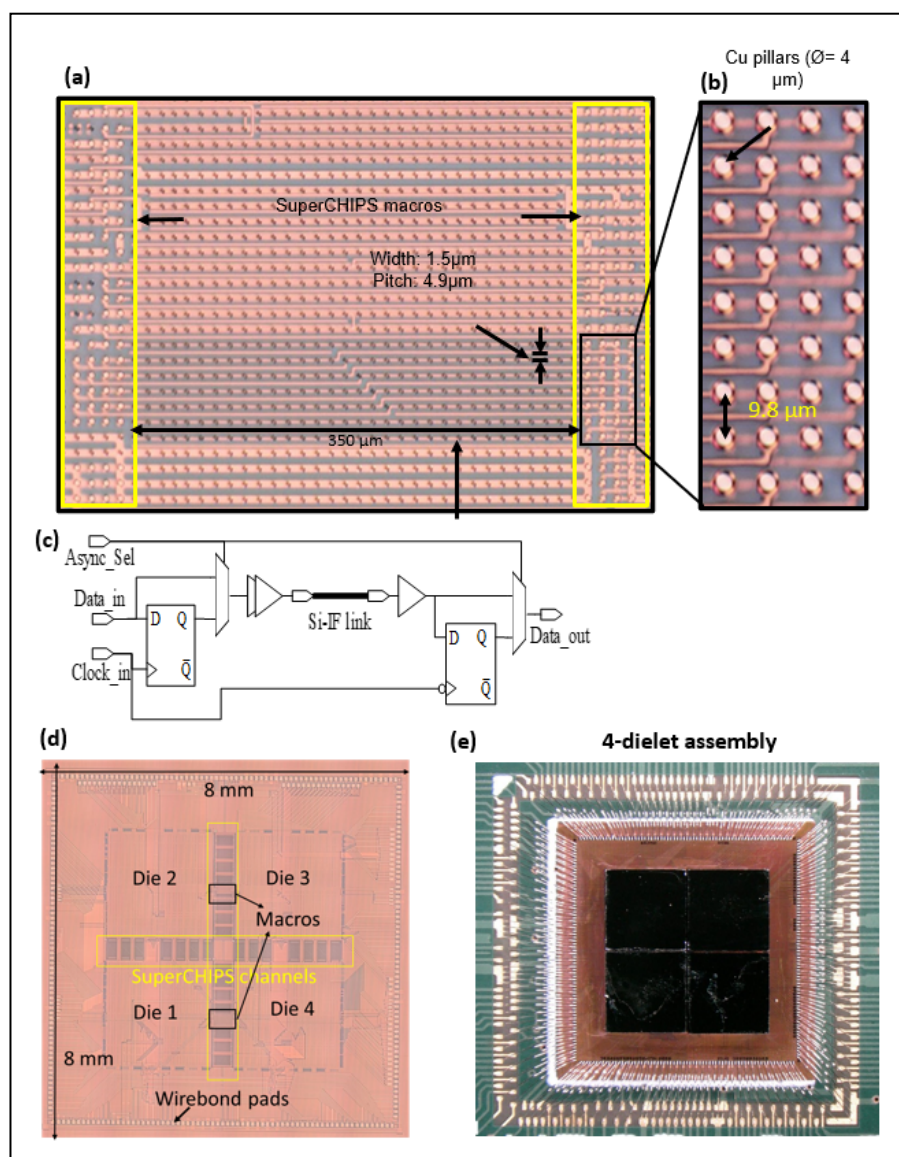 (a)
SuperCHIPS macros
Width: 1.5µm
Pitch: 4.9µm
350 µm
Cu pillars (Ø= 4
(b)
µm)
9.8 µm
(c)
Async_Sel
Data_in
D Q
Q̅
Clock_in
Si-IF link
D Q
Q̅
Data_out
(d)
8 mm
Die 2
Die 3
Macros
SuperCHIPS channels
Die 1
Die 4
8 mm
Wirebond pads
(e)
4-dielet assembly